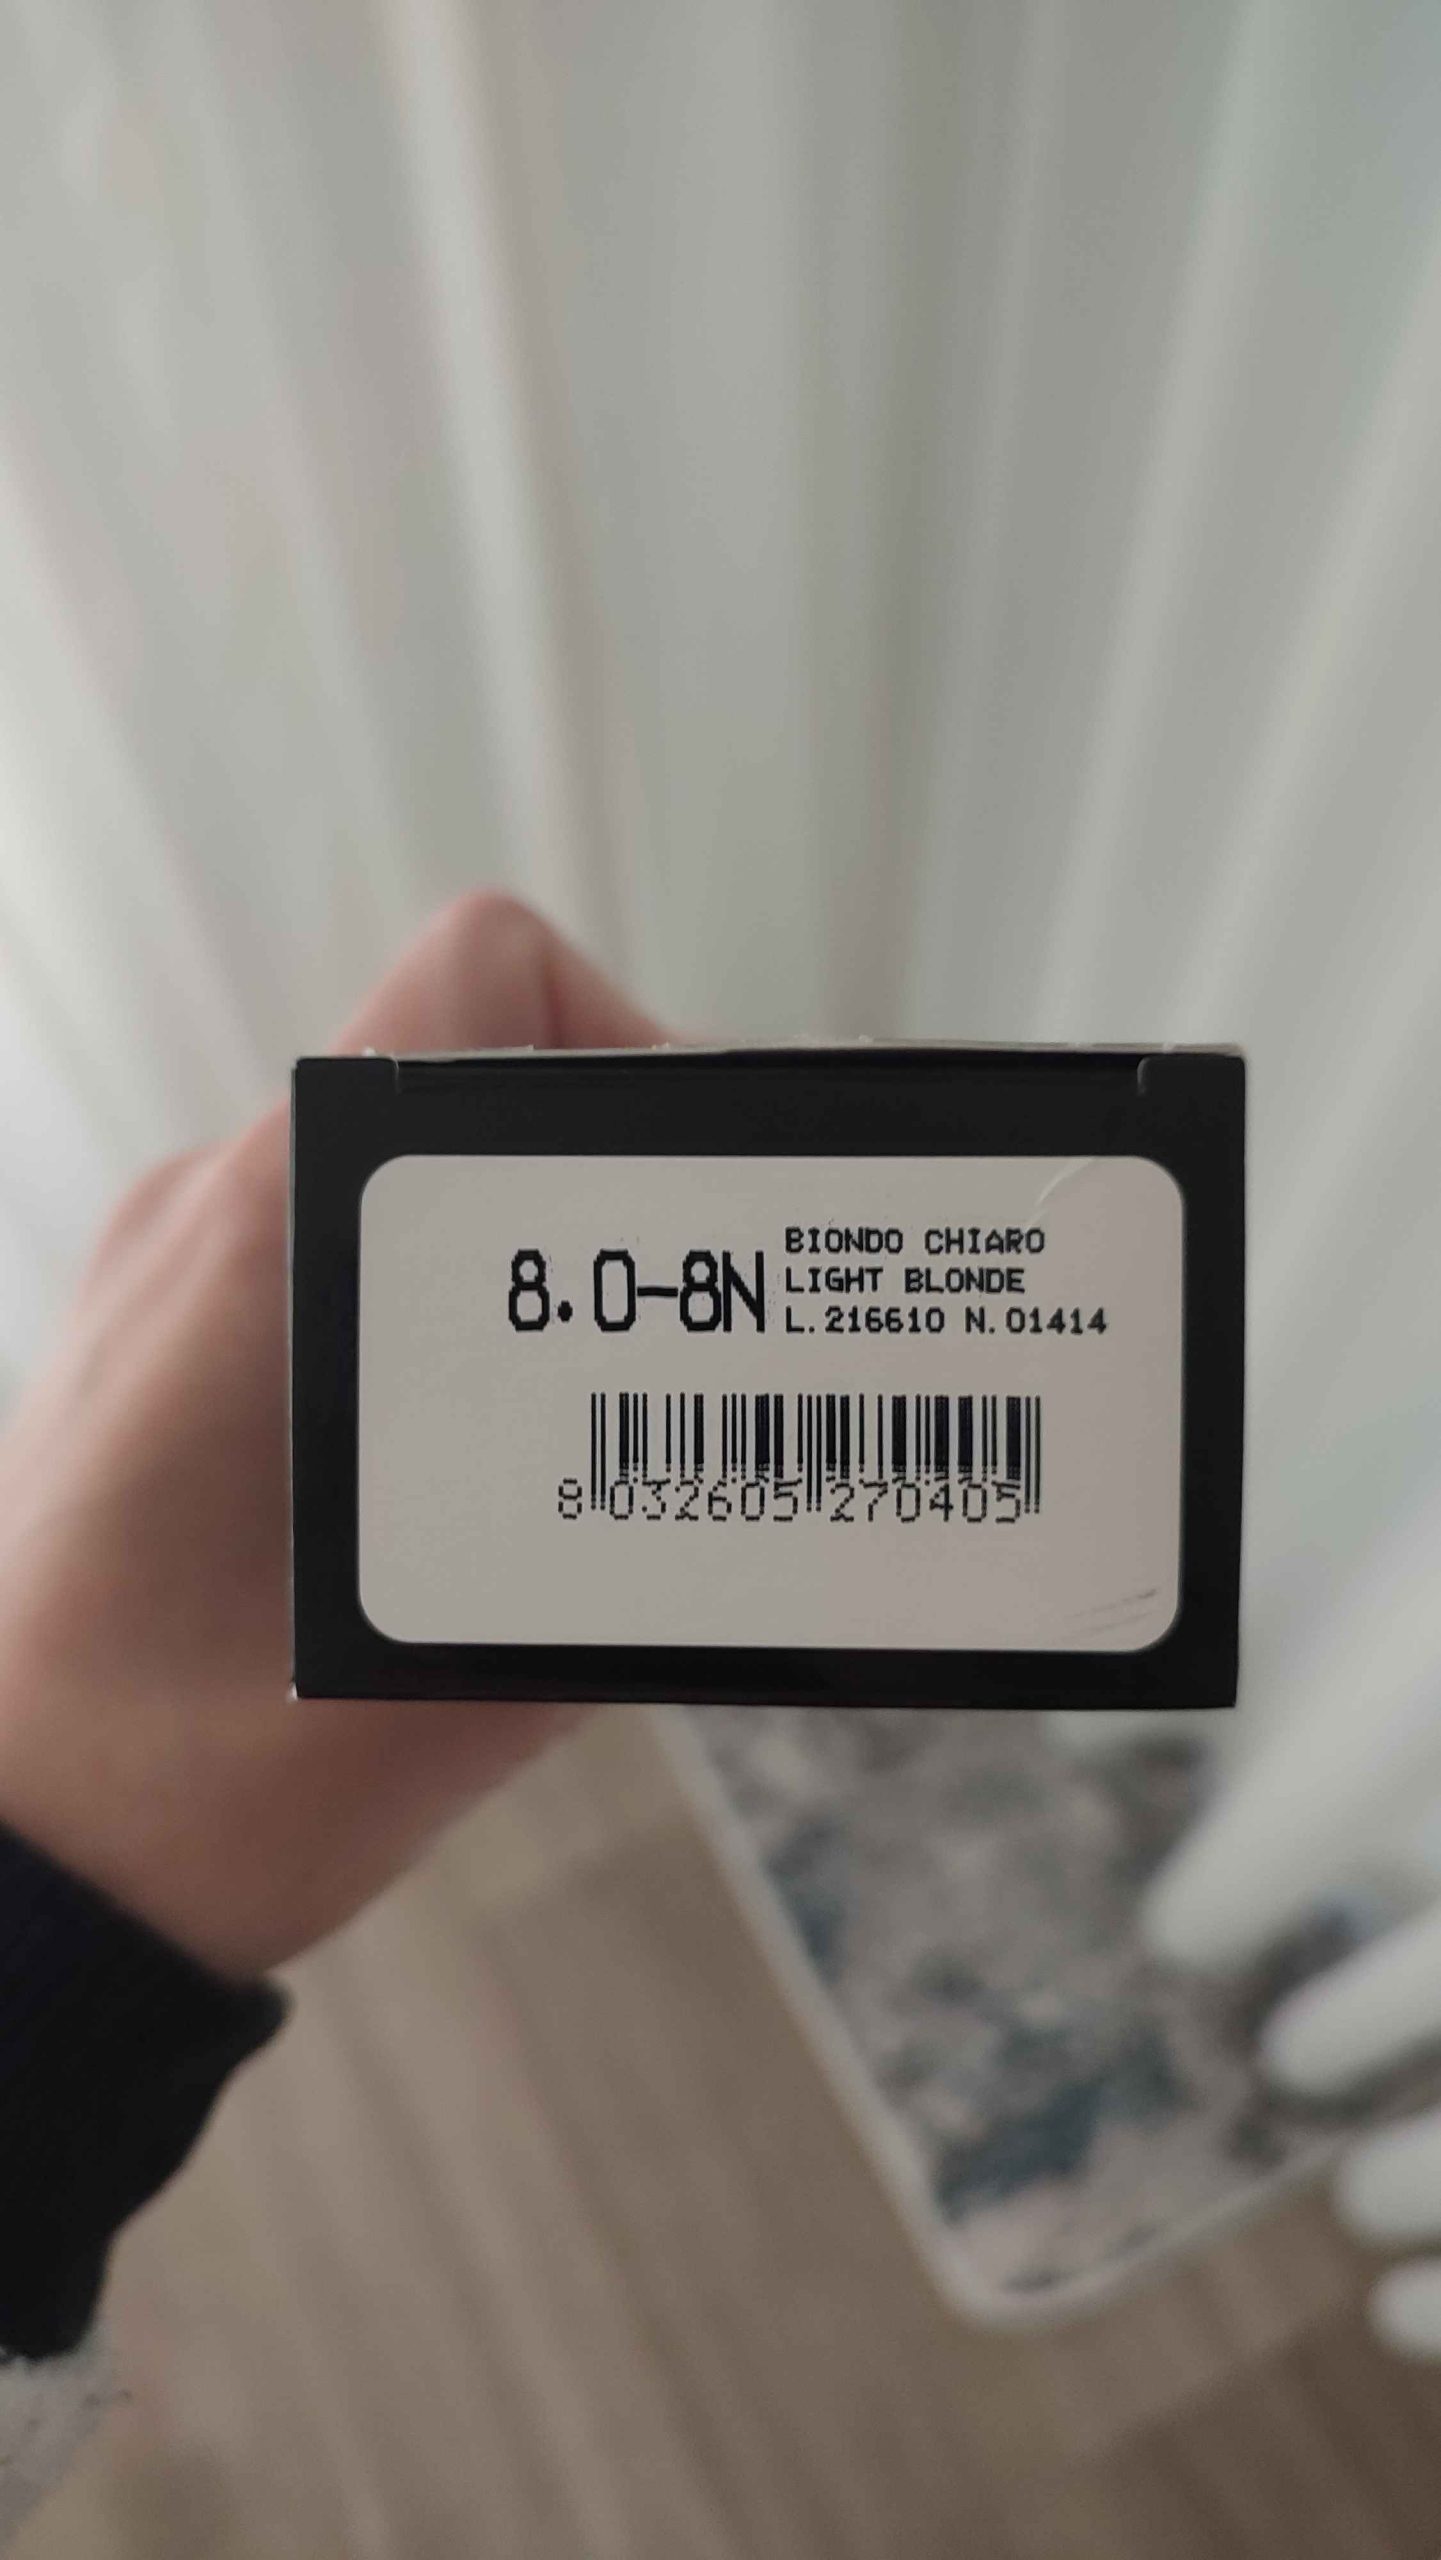 8.0-8N
BIONDO CHIARO
LIGHT BLONDE
L.216610 N.01414
8 032605 270405